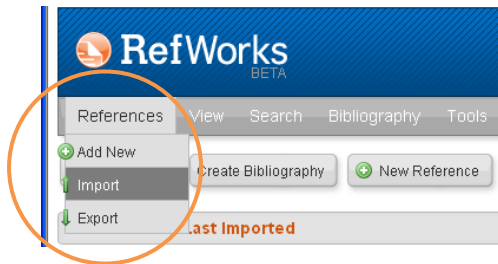 RefWorks
BETA
References View Search Bibliography Tools
Add New
Import
Export
Create Bibliography
New Reference
Last Imported